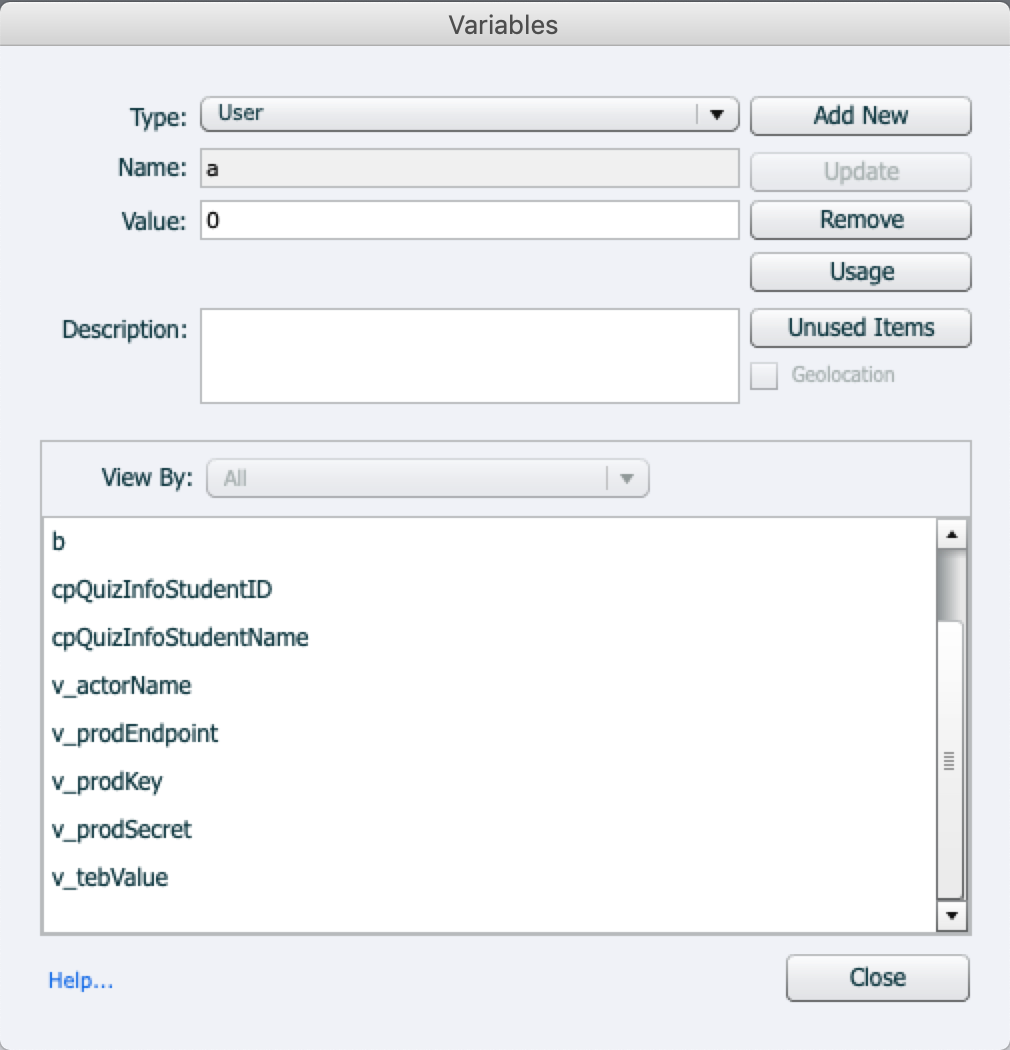 Variables
Type: User Add New
Name: a Update
Value: 0 Remove
Usage
Description: Unused Items
Geolocation
View By: All
b
cpQuizInfoStudentID
cpQuizInfoStudentName
v_actorName
v_prodEndpoint
v_prodKey
v_prodSecret
v_tebValue
Help... Close